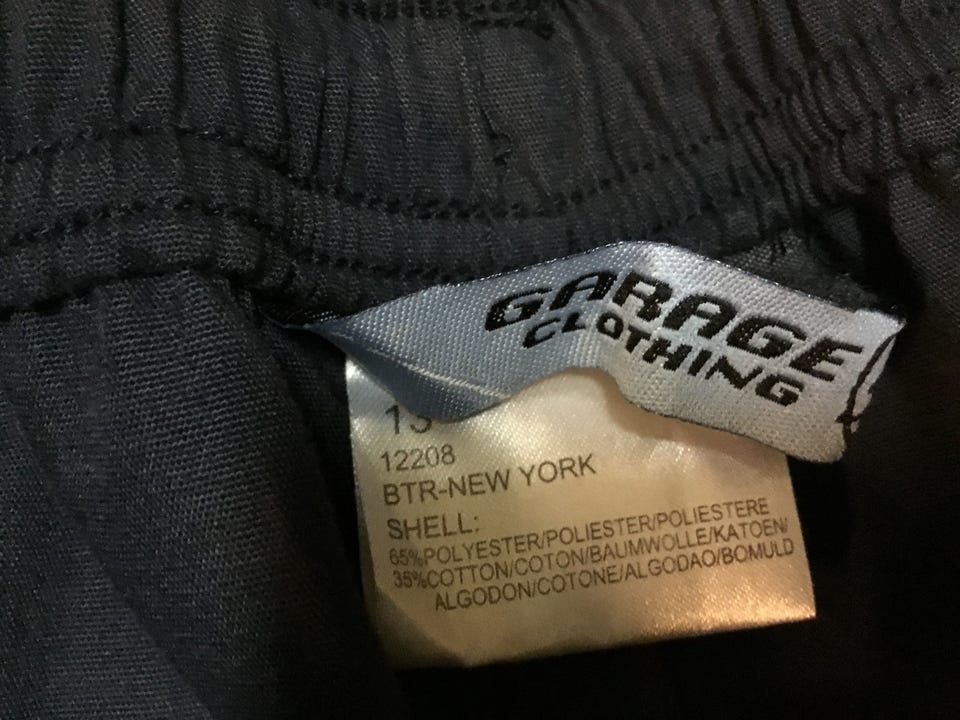 GARAGE
CLOTHING
12208
BTR-NEW YORK
SHELL:
65%POLYESTER/POLIESTER/POLIESTERE
35%COTTON/COTON/BAUMWOLLE/KATOEN/
ALGODON/COTONE/ALGODAO/BOMULD